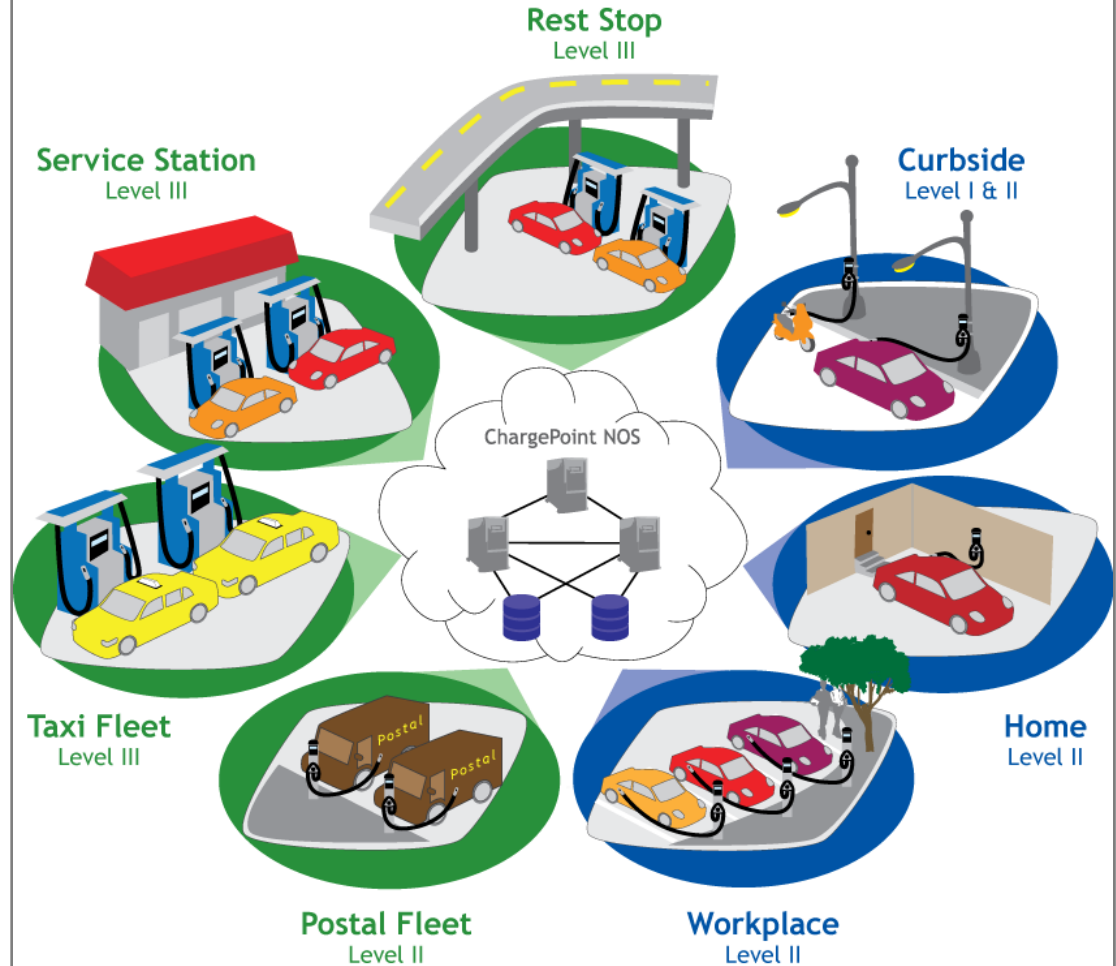 Rest Stop
Level III
Service Station
Level III
Curbside
Level I & II
ChargePoint NOS
Taxi Fleet
Level III
Postal
Postal
Home
Level II
Postal Fleet
Level II
Workplace
Level II